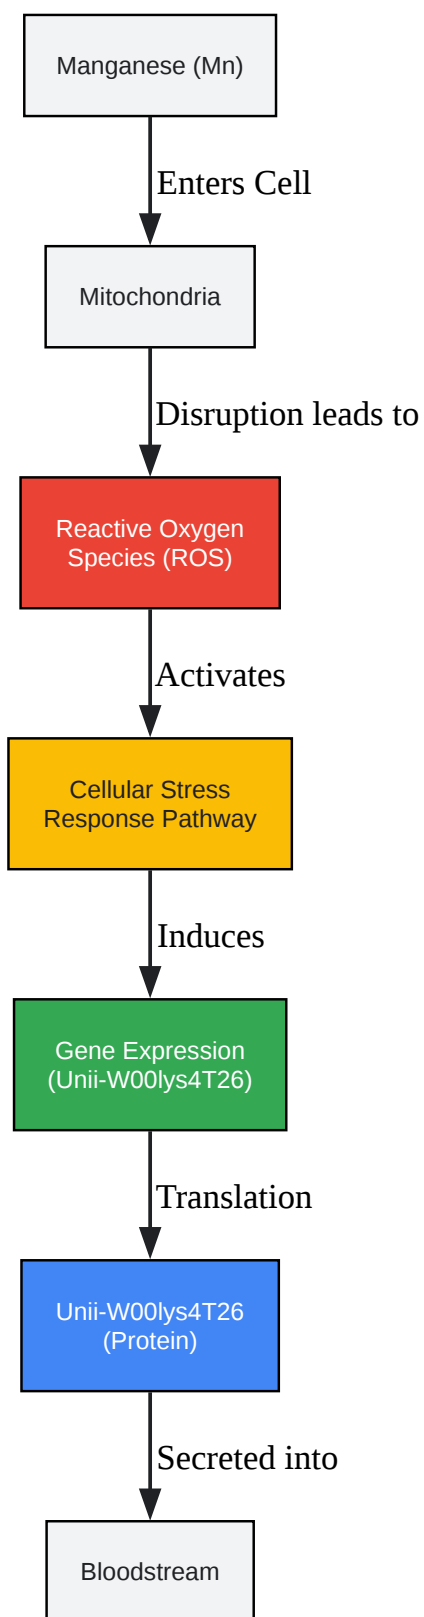 Manganese (Mn)
Enters Cell
Mitochondria
Disruption leads to
Reactive Oxygen
Species (ROS)
Activates
Cellular Stress
Response Pathway
Induces
Gene Expression
(Unii-W00lys4T26)
Translation
Unii-W00lys4T26
(Protein)
Secreted into
Bloodstream